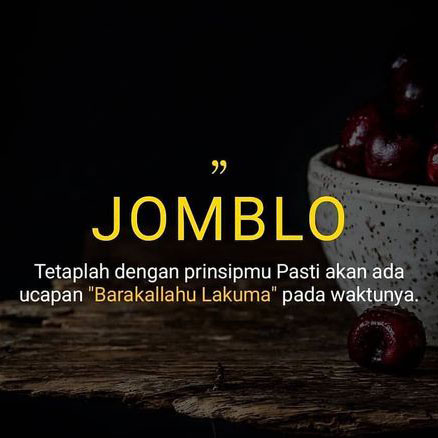 ”
JOMBLO
Tetaplah dengan prinsipmu Pasti akan ada
ucapan "Barakallahu Lakuma" pada waktunya.